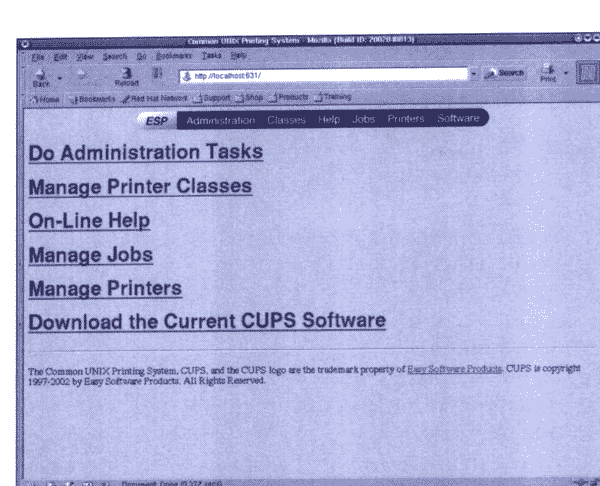 Common UNIX Printing System - Mozilla {Build ID:
File Edit View Search Go Bookmarks Tasks Help
Back Reload http://localhost:631/ Search Print
Home Bookmarks Red Hat Network Support Shop Products Training
ESP Administration Classes Help Jobs Printers Software
Do Administration Tasks
Manage Printer Classes
On-Line Help
Manage Jobs
Manage Printers
Download the Current CUPS Software
The Common UNIX Printing System, CUPS, and the CUPS logo are the trademark property of Easy Software Products. CUPS is copyright
1997-2002 by Easy Software Products. All Rights Reserved.
Document: Done